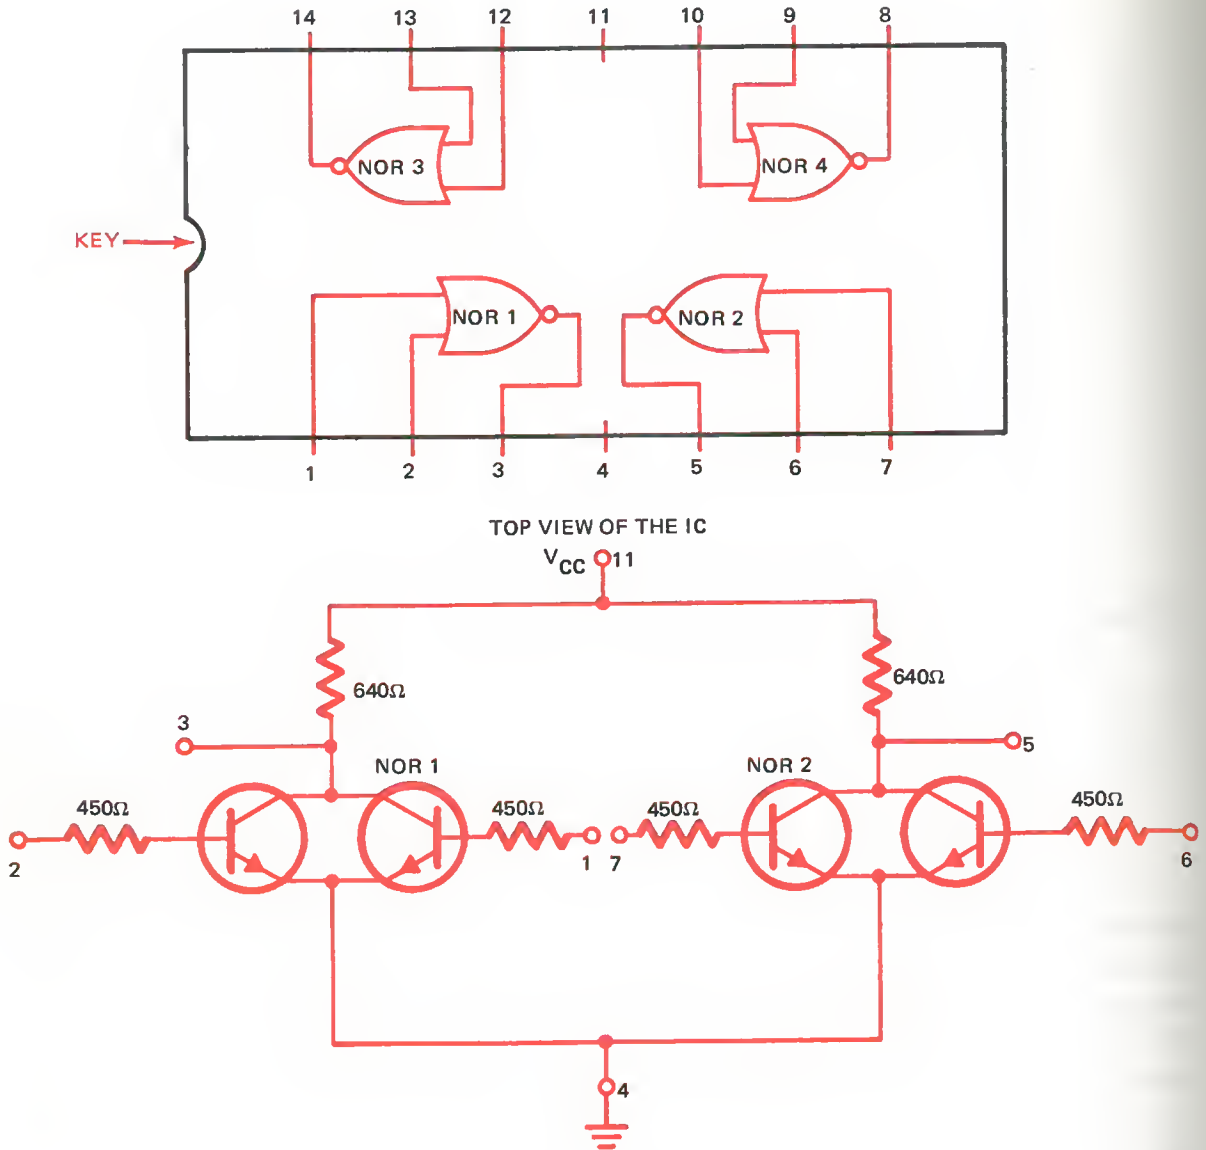 14 13 12 11 10 9 8
NOR 3 NOR 4
KEY
NOR 1 NOR 2
1 2 3 4 5 6 7
TOP VIEW OF THE IC
VCC 11
640Ω 640Ω
3 5
NOR 1 NOR 2
450Ω 450Ω 450Ω 450Ω
2 1 7 6
4